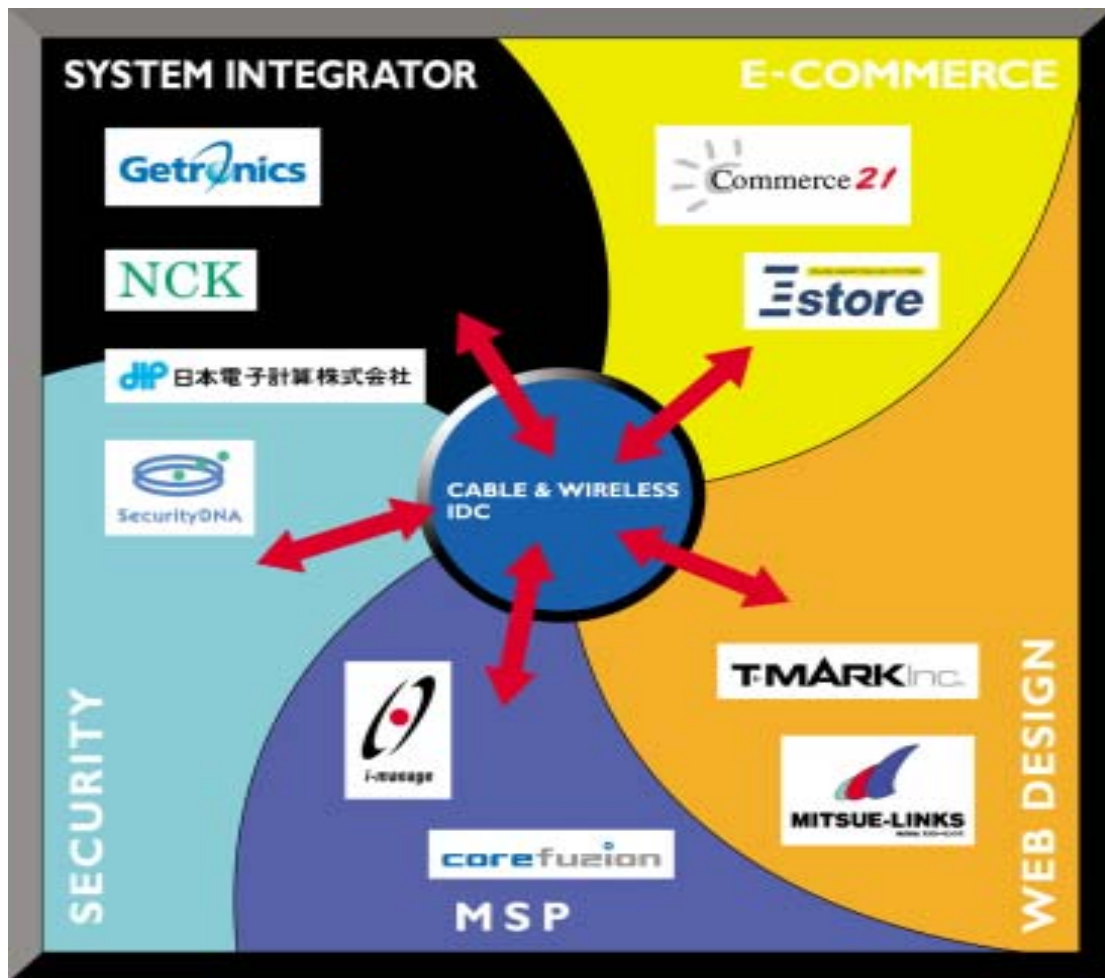 SYSTEM INTEGRATOR
E-COMMERCE
Getronics
Commerce 21
NCK
Estore
JIP 日本電子計算株式会社
SecurityDNA
CABLE & WIRELESS
IDC
T-MARK Inc.
i-manage
MITSUE-LINKS
corefuzion
SECURITY
MSP
WEB DESIGN